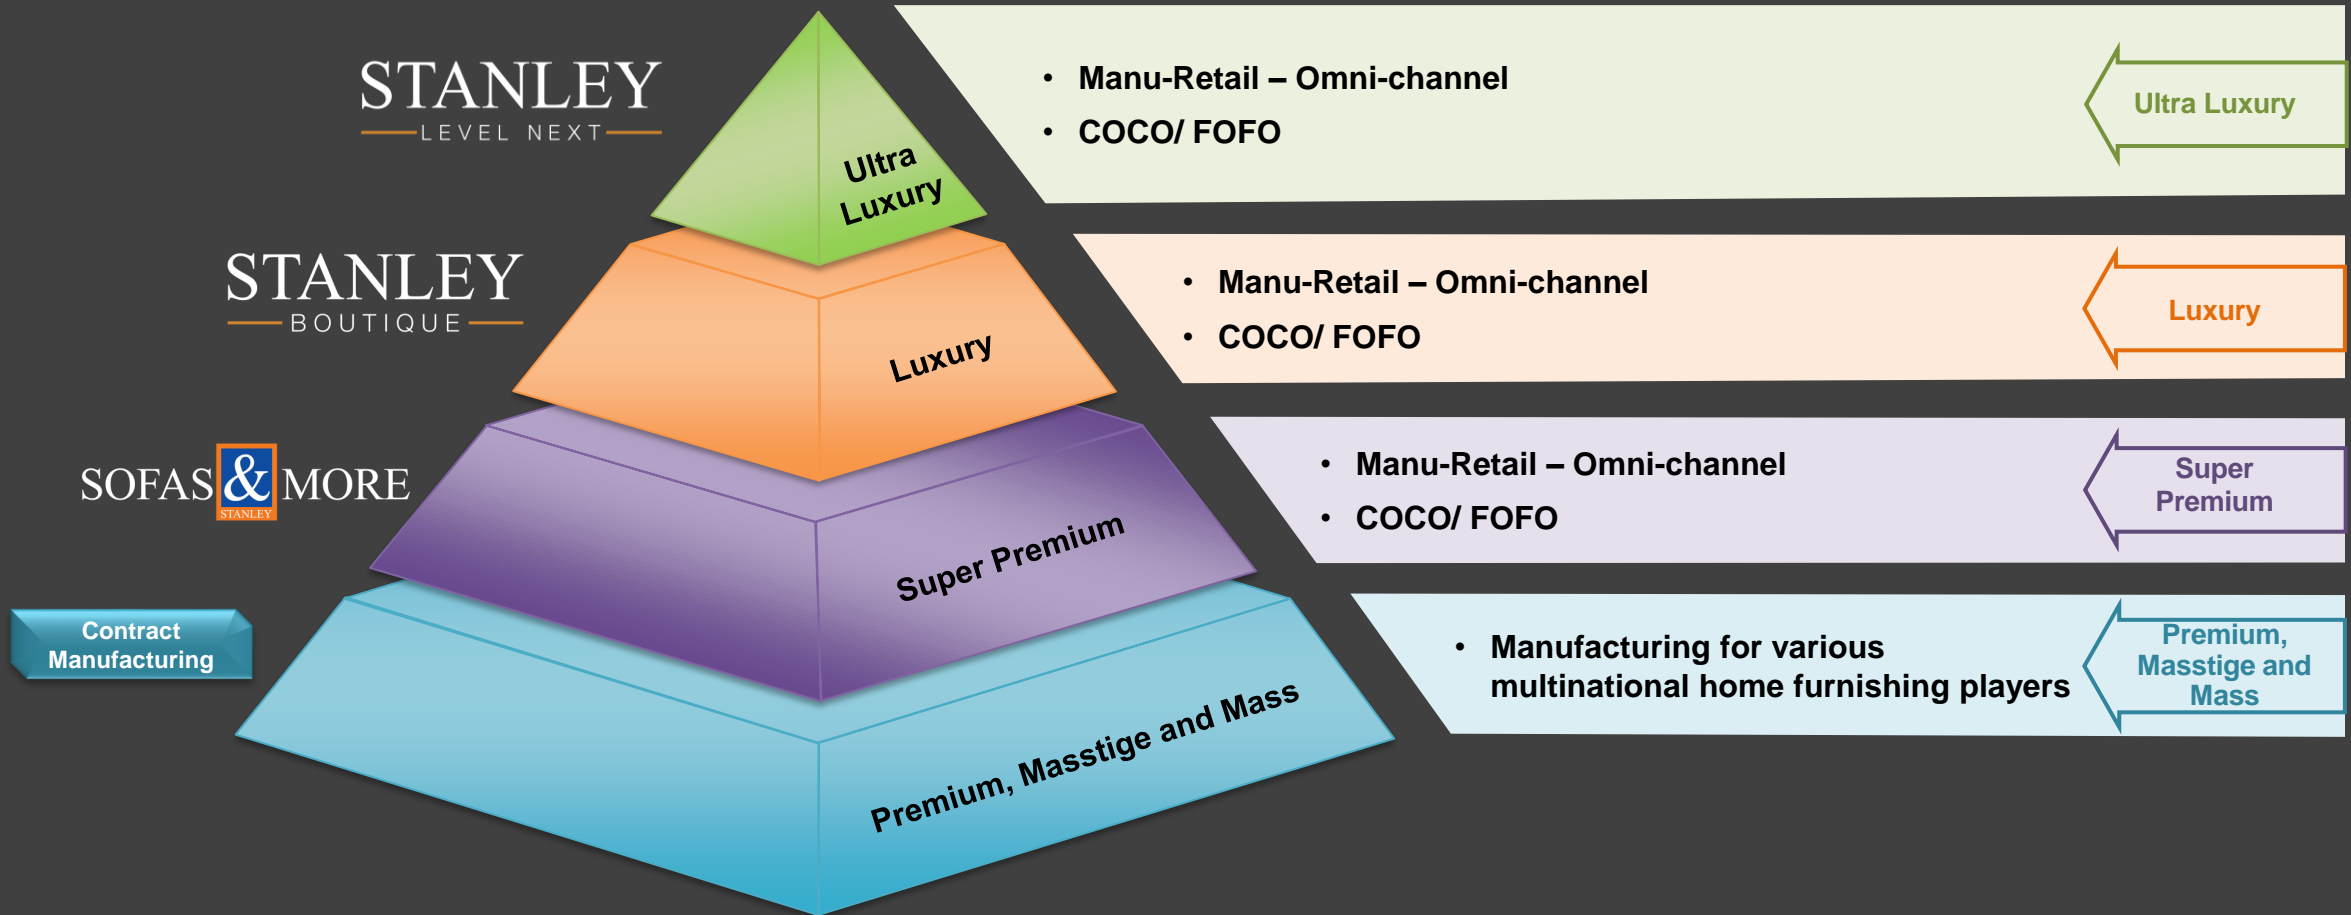 STANLEY
LEVEL NEXT
Ultra
Luxury
• Manu-Retail – Omni-channel
• COCO/ FOFO
Ultra Luxury
STANLEY
BOUTIQUE
Luxury
• Manu-Retail – Omni-channel
• COCO/ FOFO
Luxury
SOFAS & MORE
STANLEY
Super Premium
• Manu-Retail – Omni-channel
• COCO/ FOFO
Super
Premium
Contract
Manufacturing
Premium, Masstige and Mass
• Manufacturing for various
multinational home furnishing players
Premium,
Masstige and
Mass